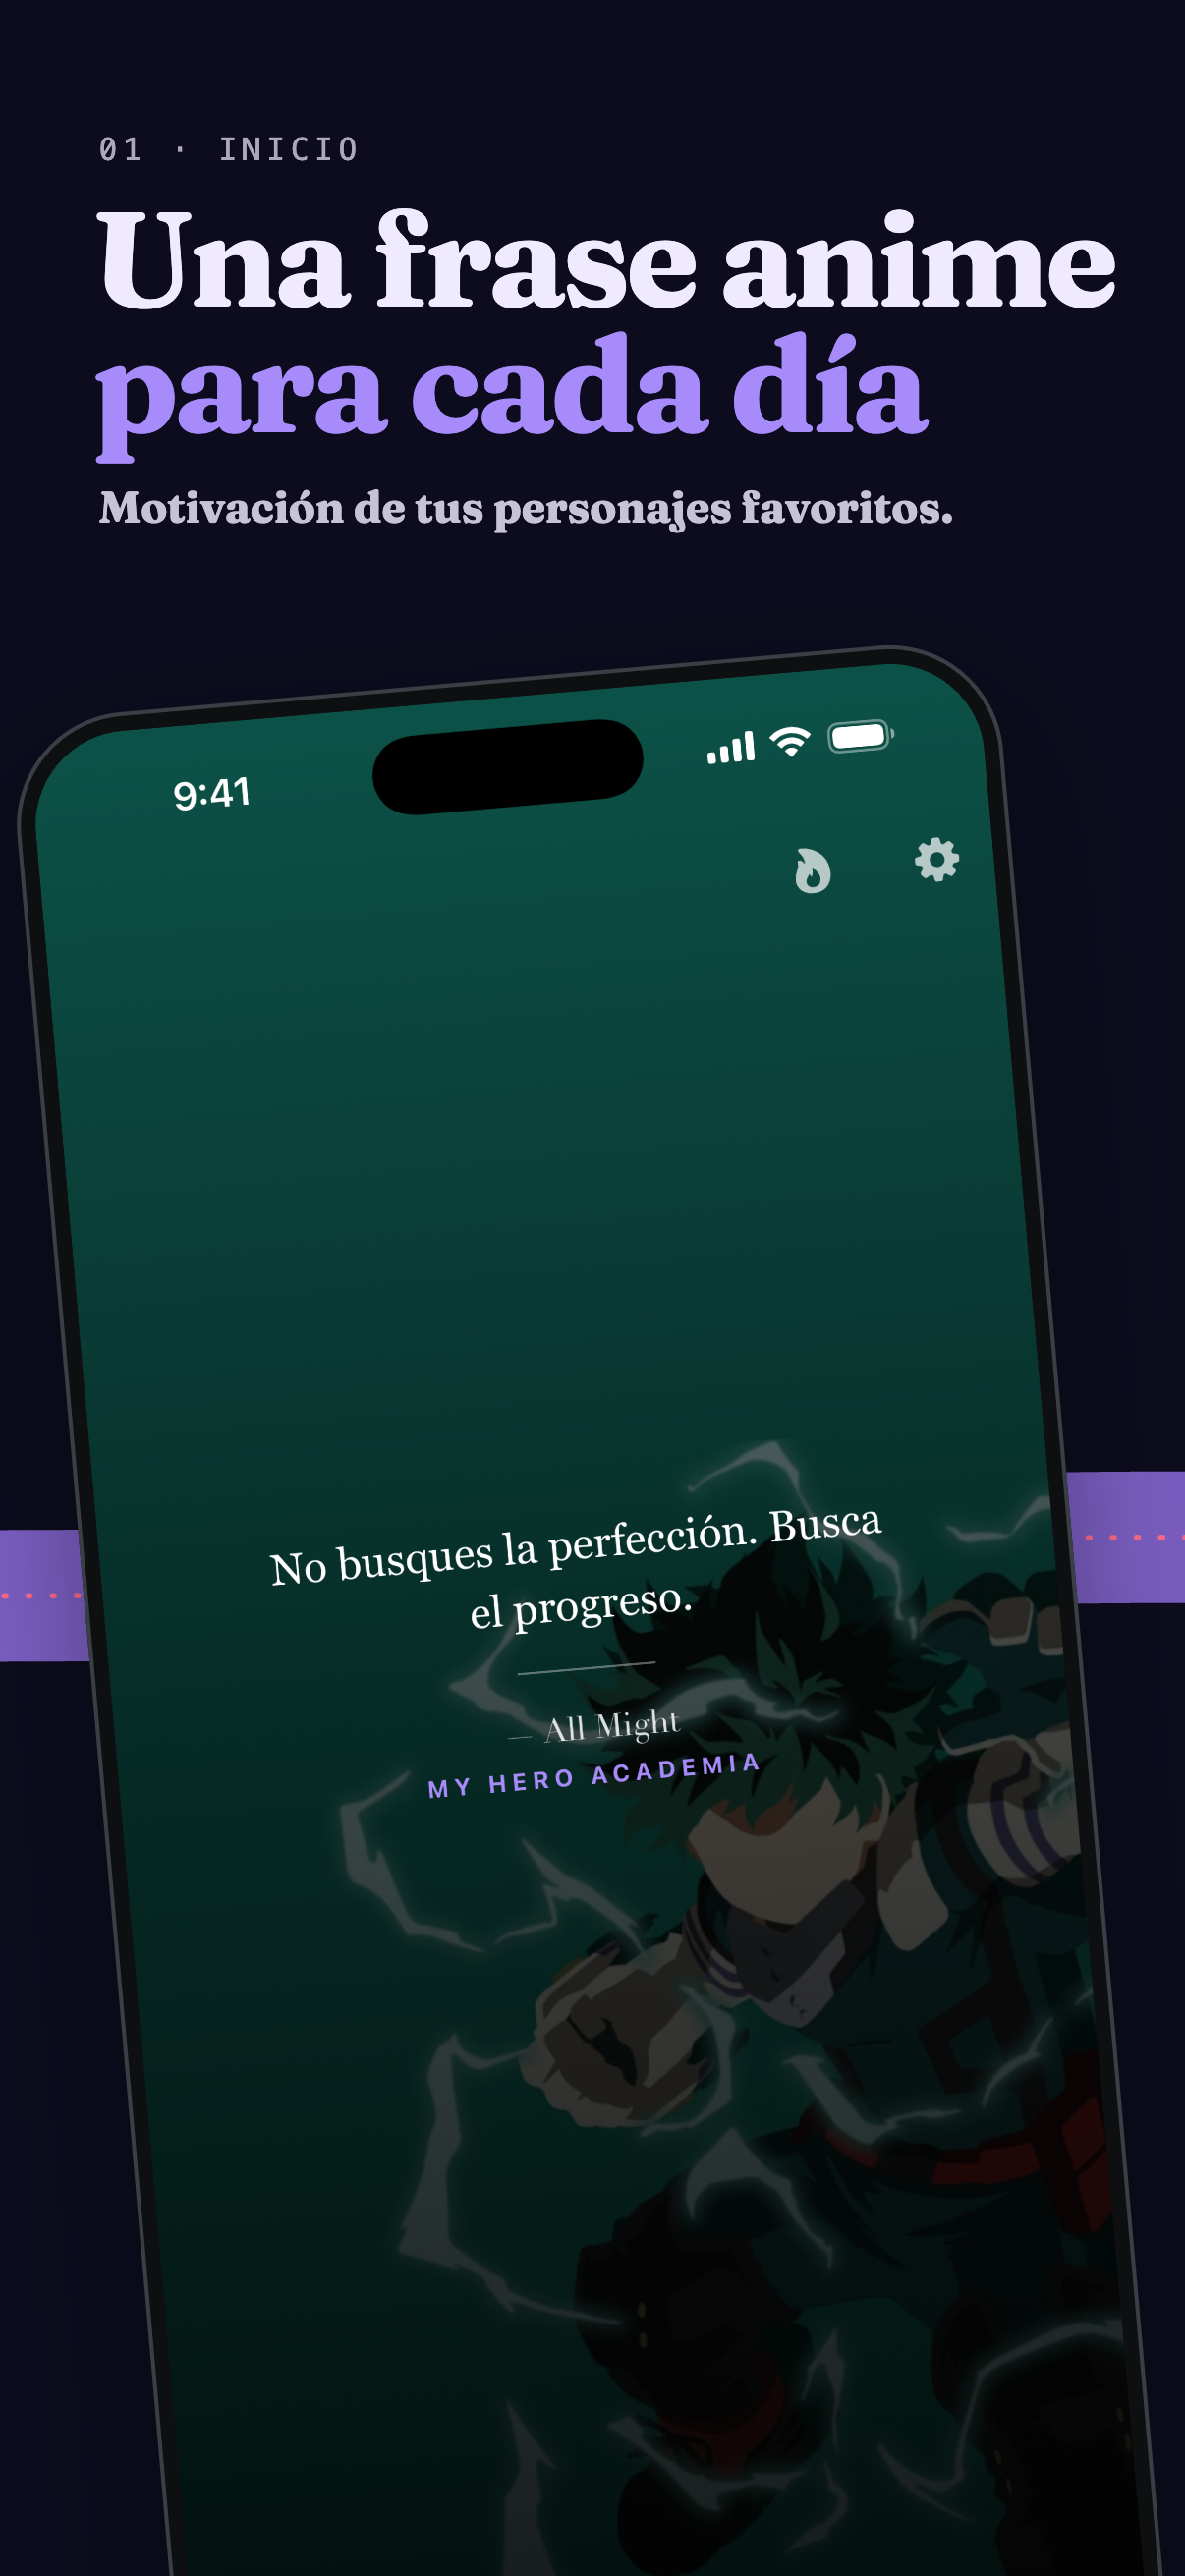 01 · INICIO
Una frase anime
para cada día
Motivación de tus personajes favoritos.
9:41
No busques la perfección. Busca
el progreso.
— All Might
MY HERO ACADEMIA